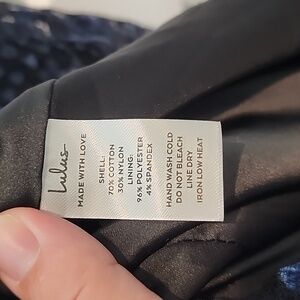 Lulus
MADE WITH LOVE
SHELL:
70% COTTON
30% NYLON
LINING:
96% POLYESTER
4% SPANDEX
HAND WASH COLD
DO NOT BLEACH
LINE DRY
IRON LOW HEAT